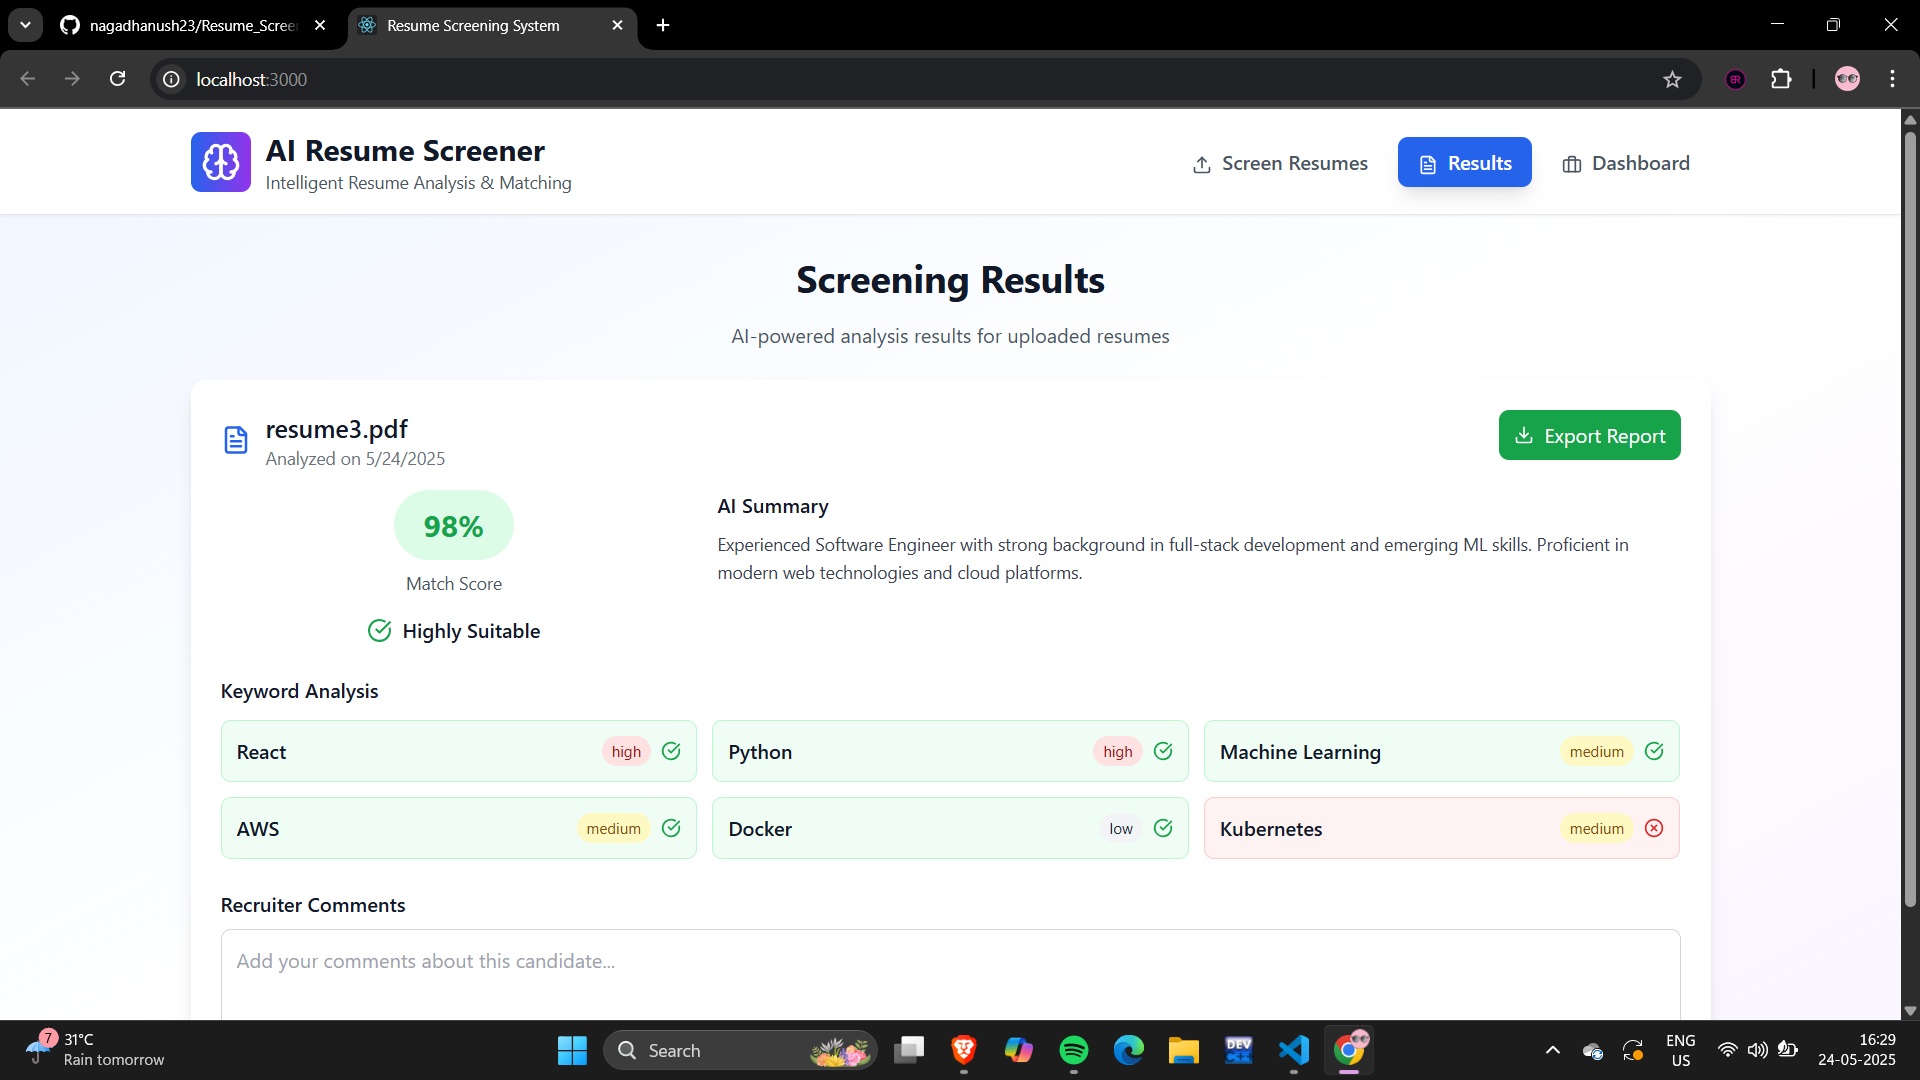 nagadhanush23/Resume_Screen
Resume Screening System
localhost:3000
AI Resume Screener
Intelligent Resume Analysis & Matching
Screen Resumes
Results
Dashboard
Screening Results
AI-powered analysis results for uploaded resumes
resume3.pdf
Analyzed on 5/24/2025
Export Report
98%
Match Score
Highly Suitable
AI Summary
Experienced Software Engineer with strong background in full-stack development and emerging ML skills. Proficient in
modern web technologies and cloud platforms.
Keyword Analysis
React high
Python high
Machine Learning medium
AWS medium
Docker low
Kubernetes medium
Recruiter Comments
Add your comments about this candidate...
7
31°C
Rain tomorrow
Search
DEV
ENG
US
16:29
24-05-2025